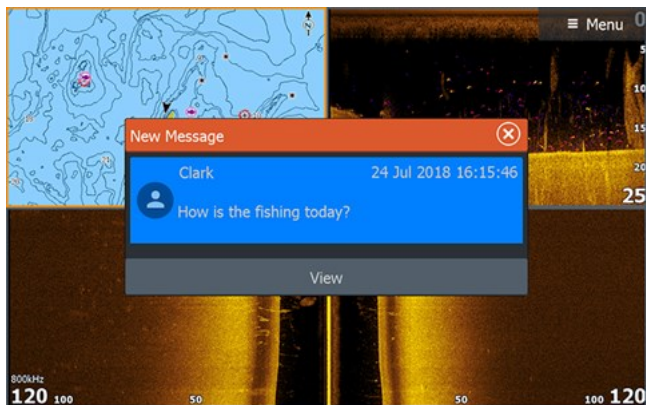 N
≡ Menu
0
5
10
15
20
25
New Message
Clark 24 Jul 2018 16:15:46
How is the fishing today?
View
800kHz
120 100 50 50 100 120